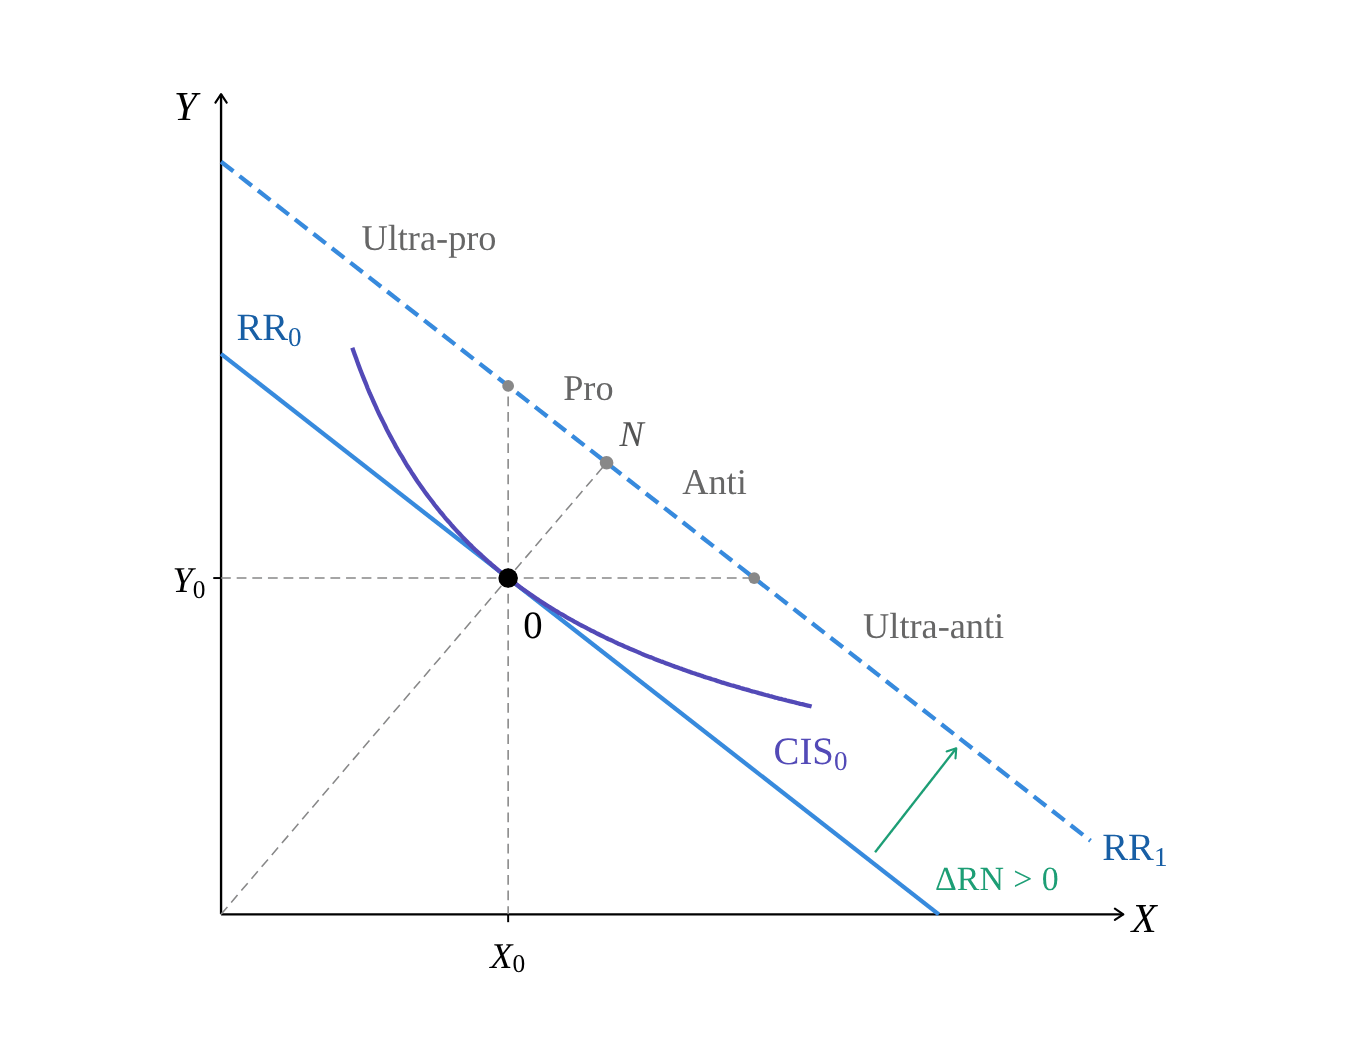 Y
Ultra-pro
RR₀
Pro
N
Anti
Y₀
0
Ultra-anti
CIS₀
RR₁
ΔRN > 0
X
X₀